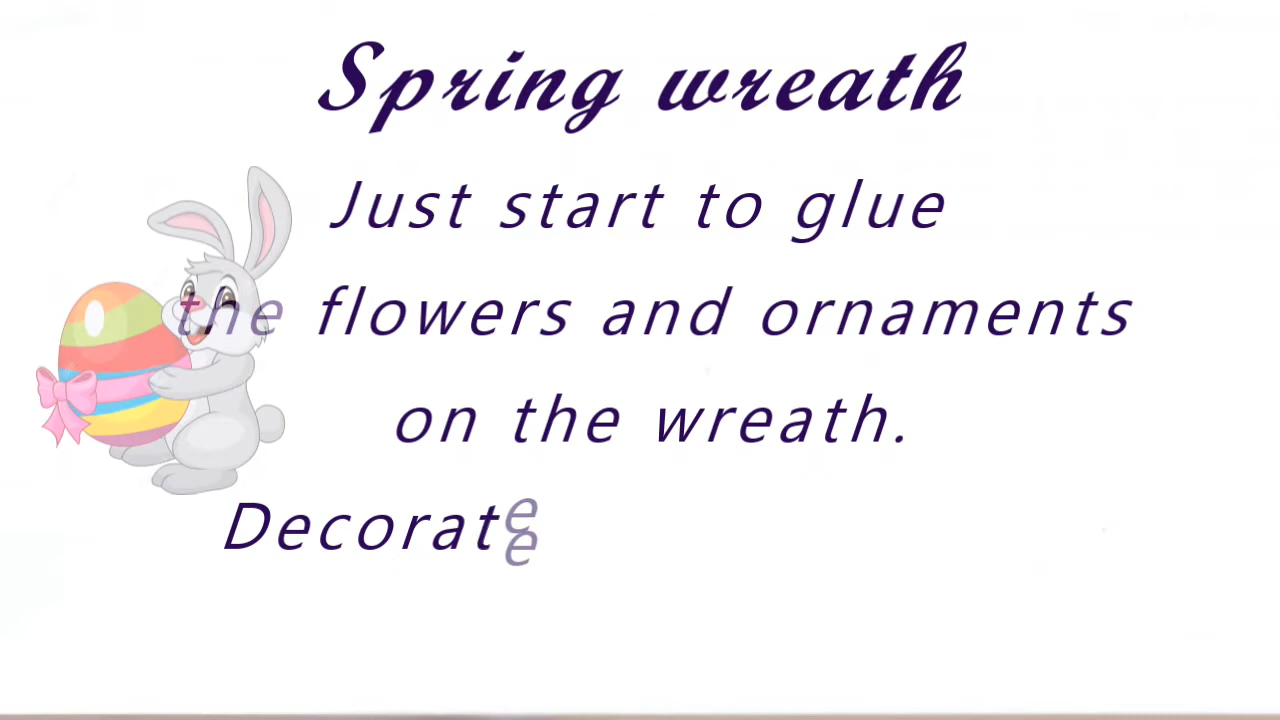 Spring wreath
Just start to glue
the flowers and ornaments
on the wreath.
Decorate